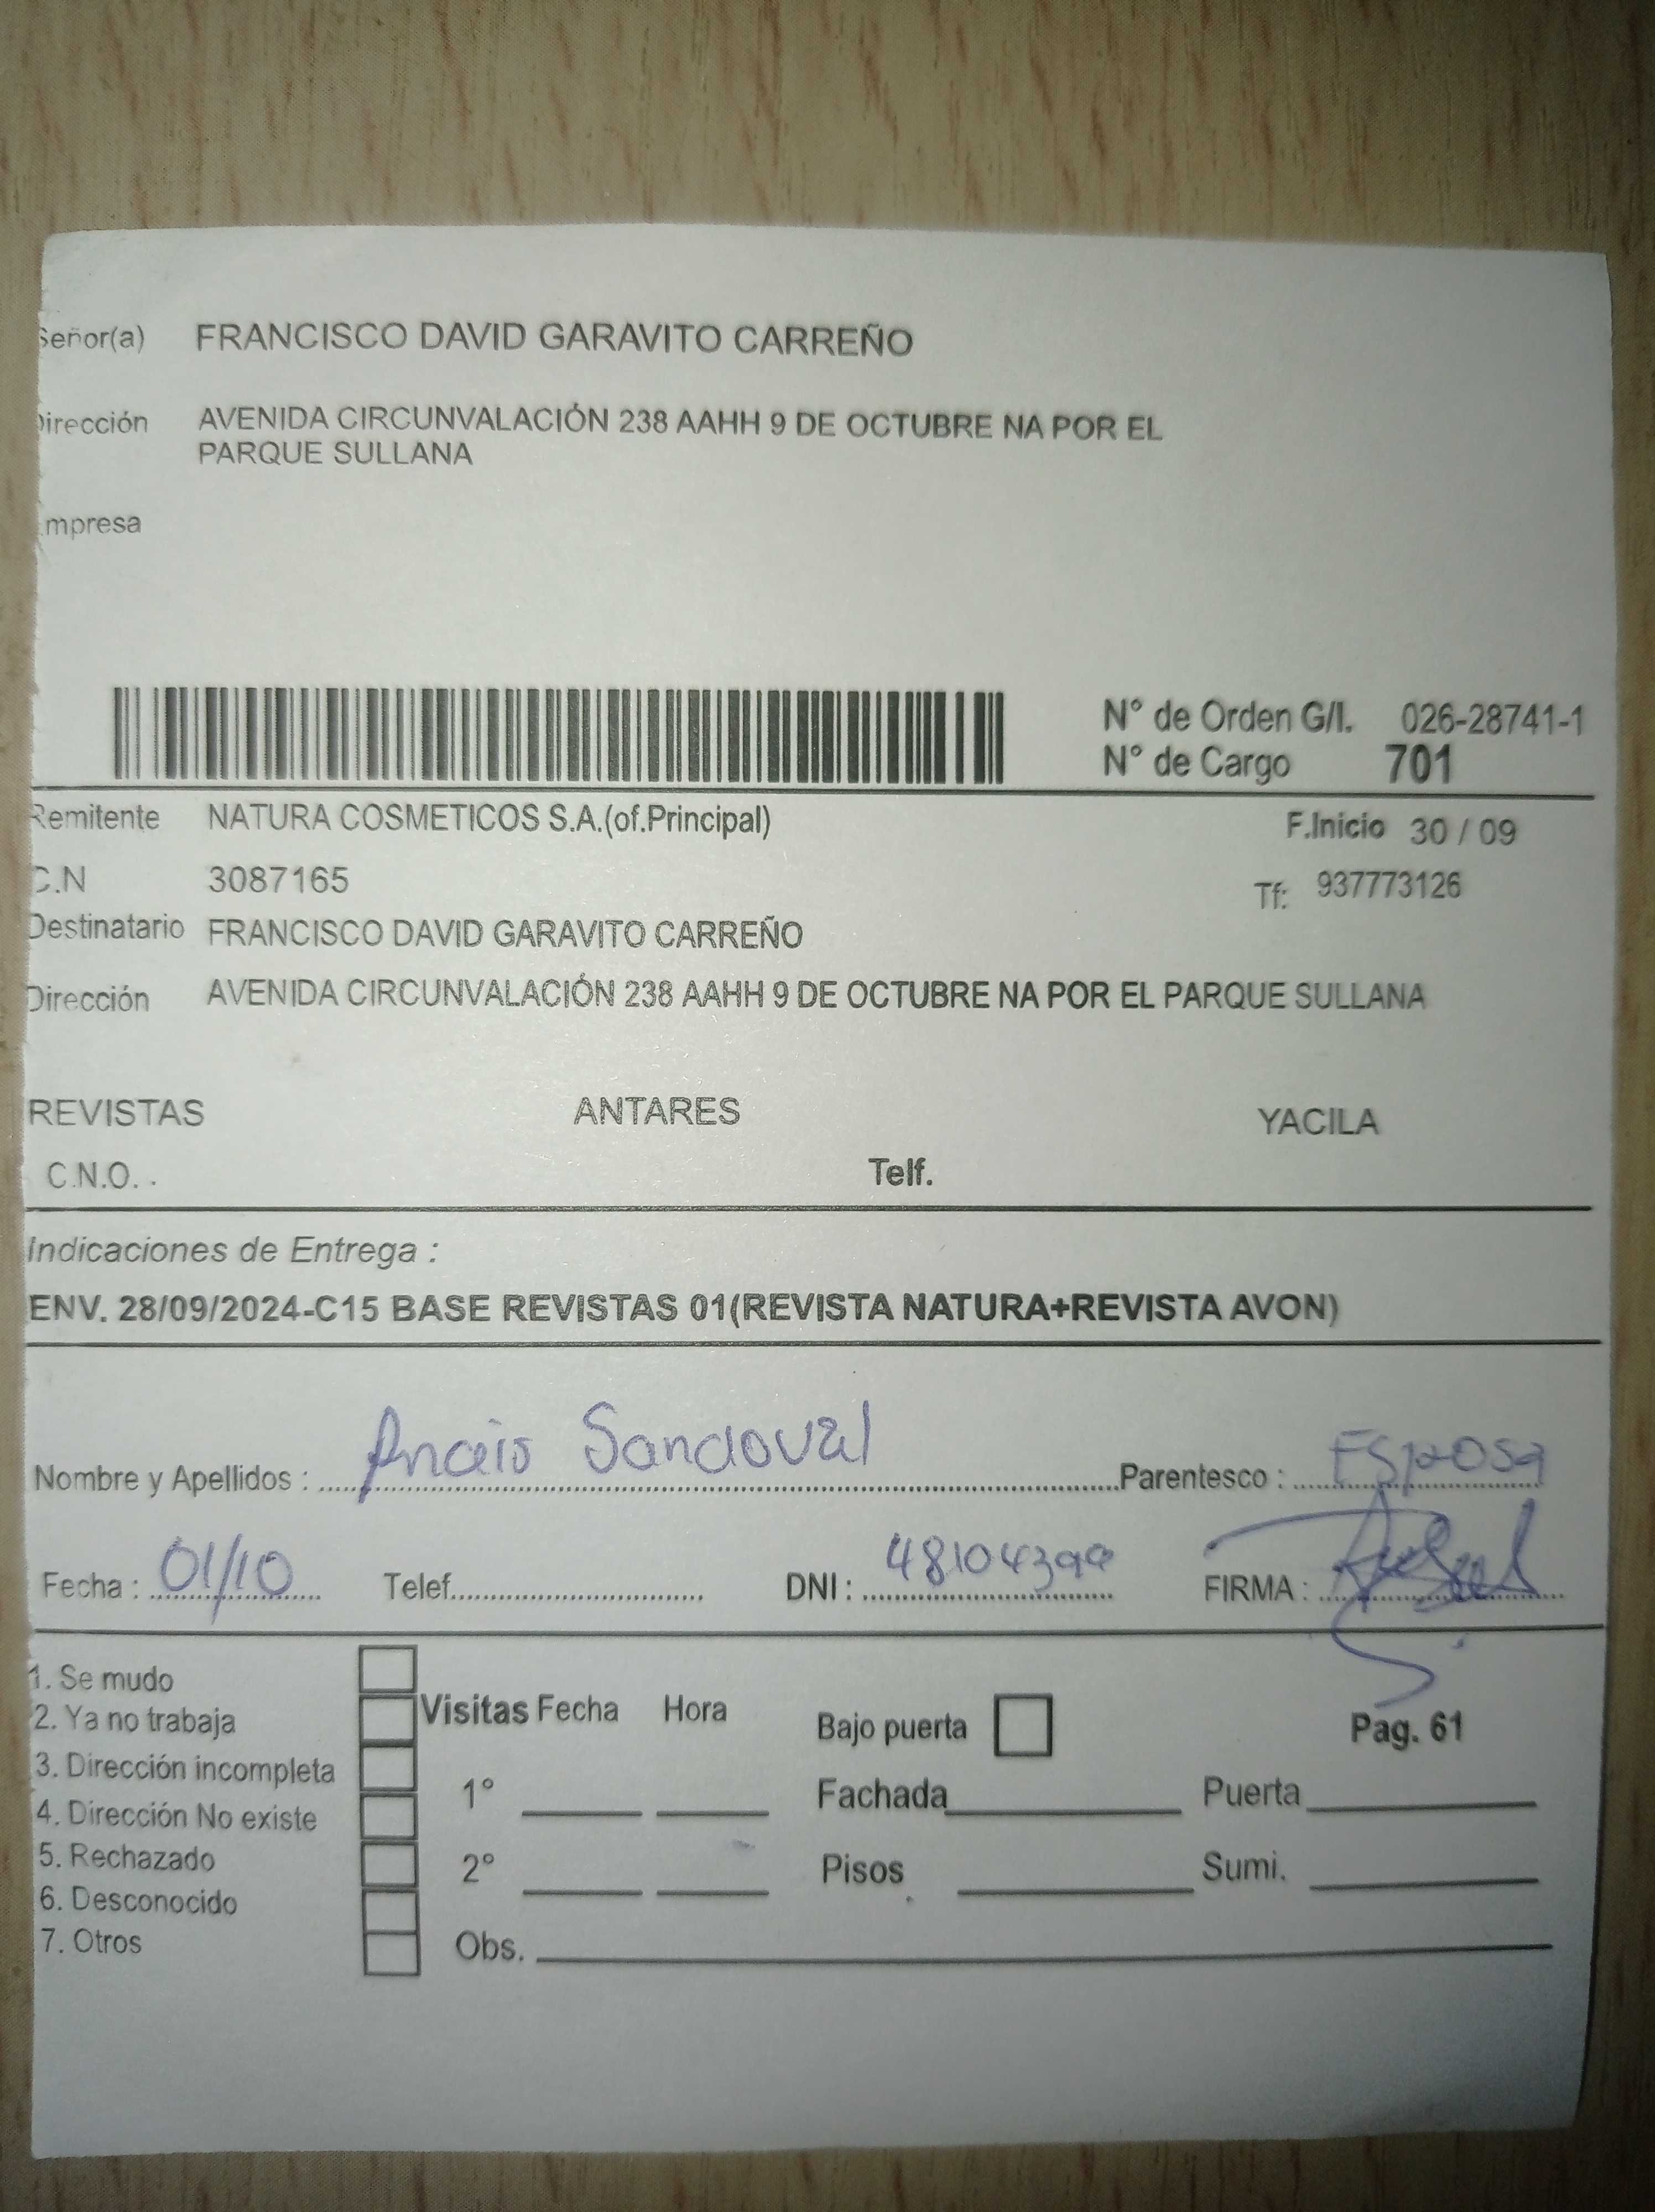 Señor(a) FRANCISCO DAVID GARAVITO CARREÑO
Dirección AVENIDA CIRCUNVALACIÓN 238 AAHH 9 DE OCTUBRE NA POR EL
PARQUE SULLANA
mpresa
N° de Orden G/I. 026-28741-1
N° de Cargo 701
Remitente NATURA COSMETICOS S.A.(of.Principal) F.Inicio 30 / 09
C.N 3087165 Tf: 937773126
Destinatario FRANCISCO DAVID GARAVITO CARREÑO
Dirección AVENIDA CIRCUNVALACIÓN 238 AAHH 9 DE OCTUBRE NA POR EL PARQUE SULLANA
REVISTAS ANTARES YACILA
C.N.O. . Telf.
Indicaciones de Entrega :
ENV. 28/09/2024-C15 BASE REVISTAS 01(REVISTA NATURA+REVISTA AVON)
Nombre y Apellidos : Anais Sandoval Parentesco : ESposa
Fecha : 01/10 Telef. DNI : FIRMA :
1. Se mudo
2. Ya no trabaja Visitas Fecha Hora Bajo puerta Pag. 61
3. Dirección incompleta 1° Fachada Puerta
4. Dirección No existe
5. Rechazado 2° Pisos Sumi.
6. Desconocido
7. Otros Obs.